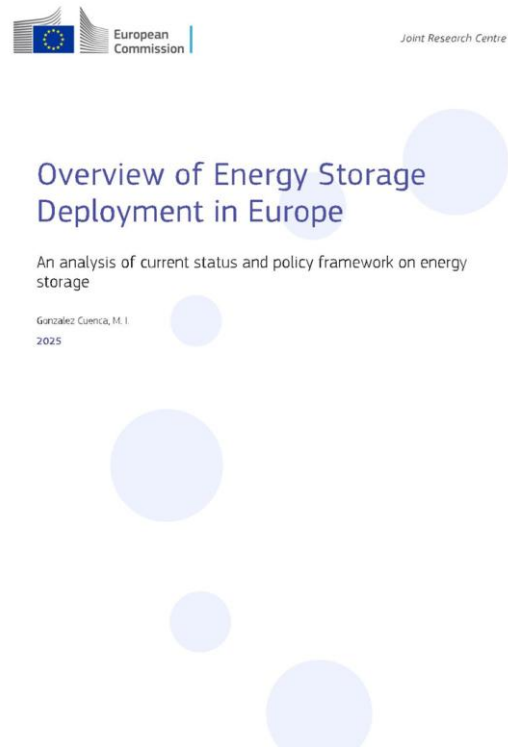 European
Commission
Joint Research Centre
Overview of Energy Storage
Deployment in Europe
An analysis of current status and policy framework on energy
storage
Gonzalez Cuenca, M. I.
2025